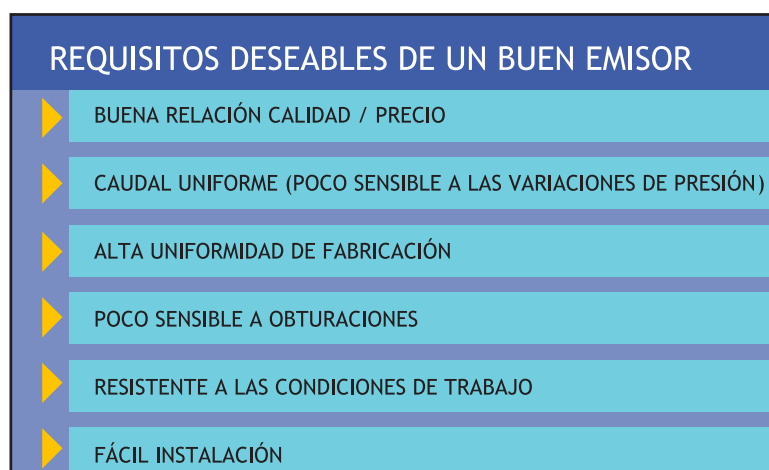 REQUISITOS DESEABLES DE UN BUEN EMISOR
BUENA RELACIÓN CALIDAD / PRECIO
CAUDAL UNIFORME (POCO SENSIBLE A LAS VARIACIONES DE PRESIÓN)
ALTA UNIFORMIDAD DE FABRICACIÓN
POCO SENSIBLE A OBTURACIONES
RESISTENTE A LAS CONDICIONES DE TRABAJO
FÁCIL INSTALACIÓN